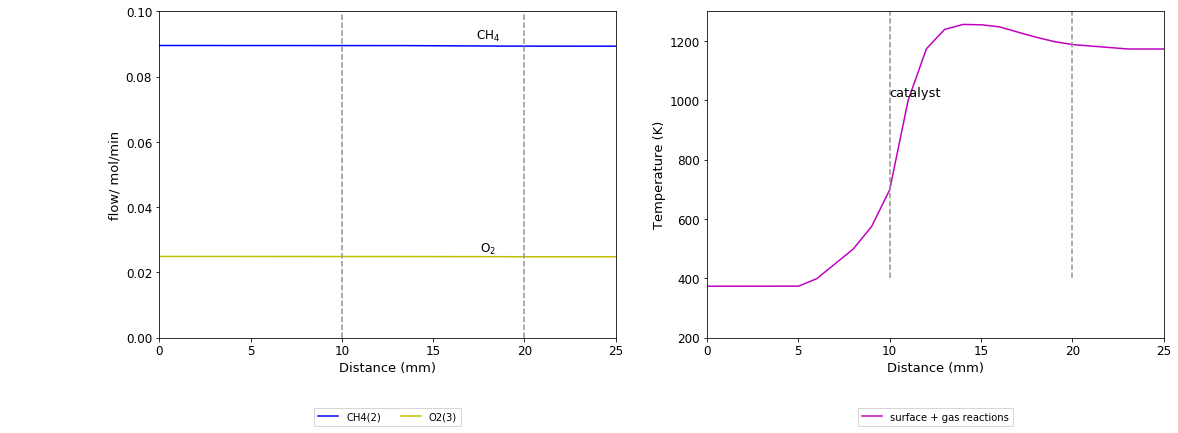 0.10
0.08
0.06
0.04
0.02
0.00
flow/ mol/min
CH4
O2
0 5 10 15 20 25
Distance (mm)
CH4(2) O2(3)
1200
1000
800
600
400
200
Temperature (K)
catalyst
0 5 10 15 20 25
Distance (mm)
surface + gas reactions